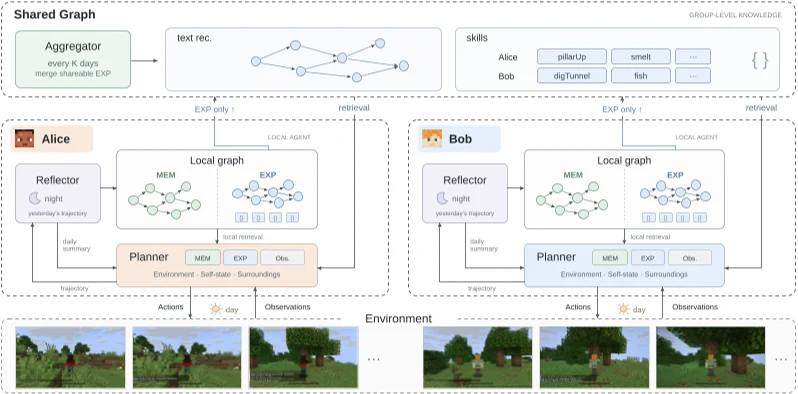 Shared Graph
GROUP-LEVEL KNOWLEDGE
Aggregator
every K days
merge shareable EXP
text rec.
skills
Alice
pillarUp
smelt
...
Bob
digTunnel
fish
...
{ }
EXP only ↑
retrieval
EXP only ↑
retrieval
Alice
LOCAL AGENT
Reflector
night
yesterday's trajectory
Local graph
MEM
EXP
{} {} {} {}
local retrieval
daily
summary
Planner
MEM
EXP
Obs.
Environment · Self-state · Surroundings
trajectory
Actions
day
Observations
Bob
LOCAL AGENT
Reflector
night
yesterday's trajectory
Local graph
MEM
EXP
{} {} {} {}
local retrieval
daily
summary
Planner
MEM
EXP
Obs.
Environment · Self-state · Surroundings
trajectory
Actions
day
Observations
Environment
...
...